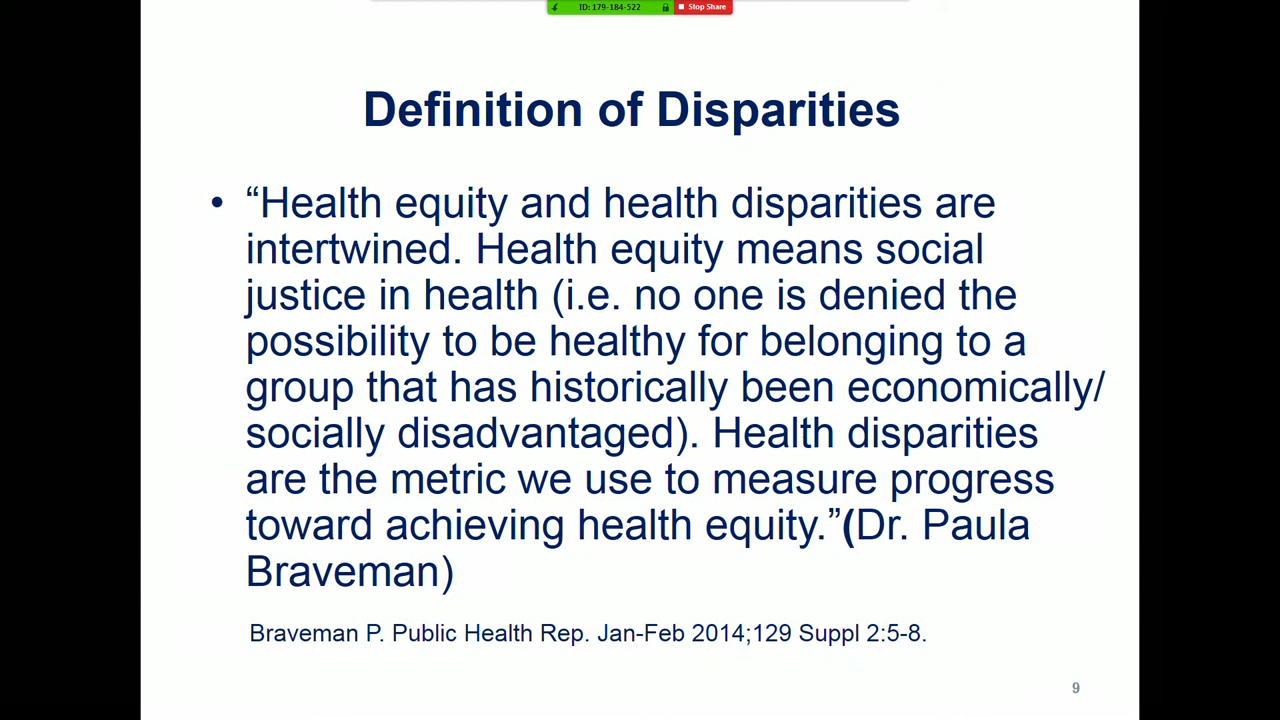 ID: 179-184-522
Stop Share
Definition of Disparities
• “Health equity and health disparities are
intertwined. Health equity means social
justice in health (i.e. no one is denied the
possibility to be healthy for belonging to a
group that has historically been economically/
socially disadvantaged). Health disparities
are the metric we use to measure progress
toward achieving health equity.”(Dr. Paula
Braveman)
Braveman P. Public Health Rep. Jan-Feb 2014;129 Suppl 2:5-8.
9